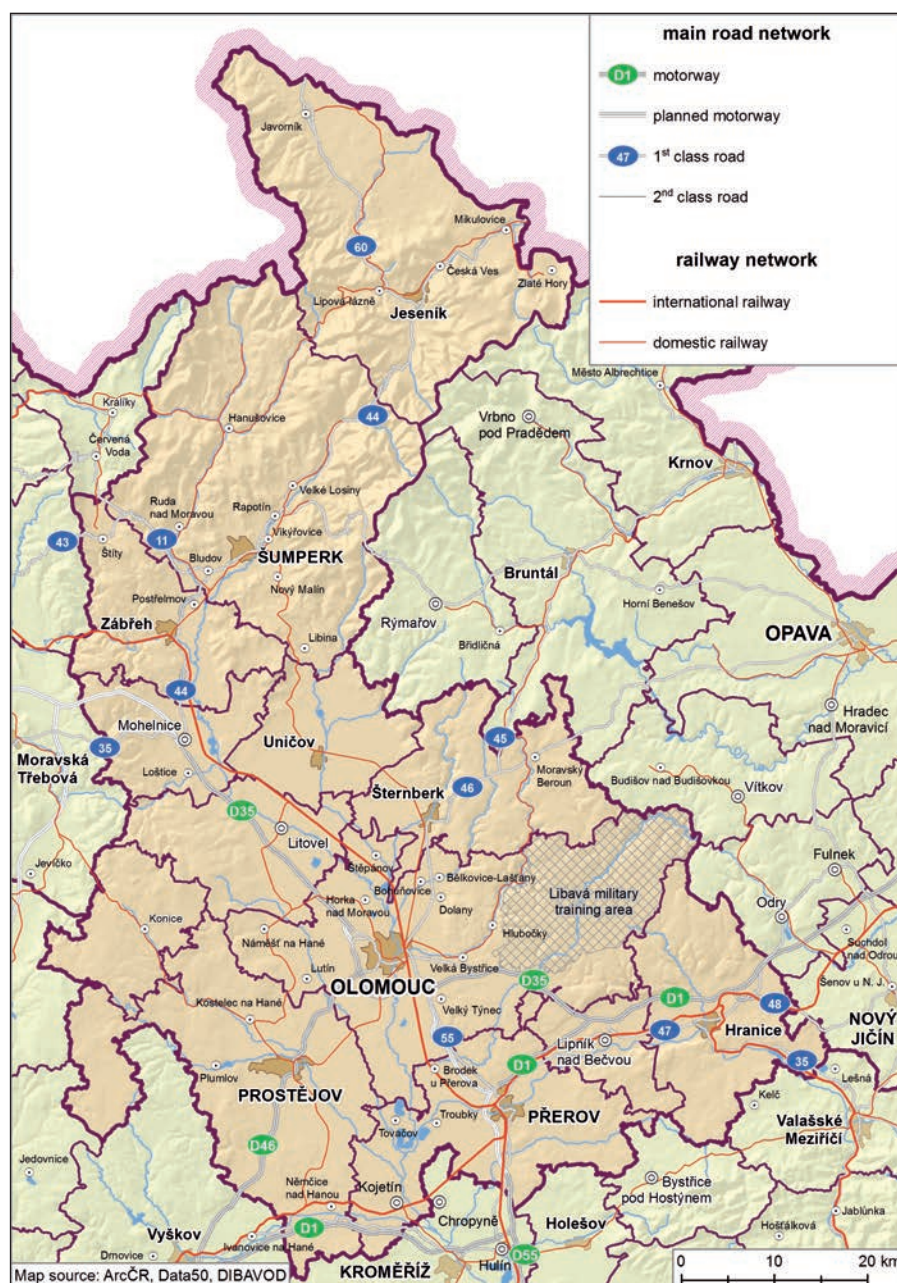 main road network
D1 motorway
planned motorway
47 1st class road
2nd class road
railway network
international railway
domestic railway
Javorník
Mikulovice
60
Česká Ves
Zlaté Hory
Lipová-lázně
Jeseník
Město Albrechtice
Králíky
44
Hanušovice
Vrbno
pod Pradědem
Červená
Voda
Krnov
Velké Losiny
Ruda
nad Moravou
Rapotín
43
11
Vikýřovice
Štíty
ŠUMPERK
Bludov
Bruntál
Nový Malín
Horní Benešov
Postřelmov
Rýmařov
Zábřeh
OPAVA
Libina
Břidličná
44
Hradec
nad Moravicí
Mohelnice
Uničov
45
35
Moravská
Třebová
Moravský
Beroun
Budišov nad Budišovkou
Loštice
46
Vítkov
Šternberk
D35
Litovel
Štěpánov
Fulnek
Jevíčko
Bohuňovice
Bělkovice-Lašťany
Libavá military
training area
Horka
nad Moravou
Dolany
Odry
Konice
Hlubočky
Náměšť na Hané
Suchdol
nad Odrou
Velká Bystřice
Lutín
D35
OLOMOUC
Šenov u N. J.
D1
48
Kostelec na Hané
Velký Týnec
NOVÝ
JIČÍN
55
47
Hranice
Lipník
nad Bečvou
35
D1
Plumlov
Brodek
u Přerova
Lešná
PROSTĚJOV
Kelč
PŘEROV
Troubky
Tovačov
Valašské
Meziříčí
D46
Jedovnice
Němčice
nad Hanou
Kojetín
Bystřice
pod Hostýnem
Chropyně
Jablůnka
D1
Vyškov
Holešov
Hošťálková
Ivanovice na Hané
Drnovice
Hulín
D55
0 10 20 km
KROMĚŘÍŽ
Map source: ArcČR, Data50, DIBAVOD